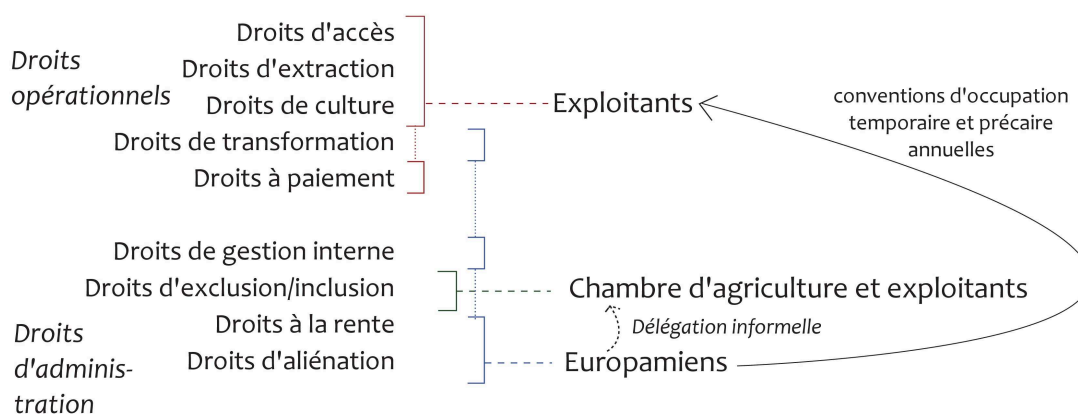 Droits
opérationnels
Droits d'accès
Droits d'extraction
Droits de culture
Droits de transformation
Droits à paiement
Exploitants
conventions d'occupation
temporaire et précaire
annuelles
Droits de gestion interne
Droits d'exclusion/inclusion
Droits à la rente
Droits d'aliénation
Droits
d'adminis-
tration
Chambre d'agriculture et exploitants
Délégation informelle
Europamiens